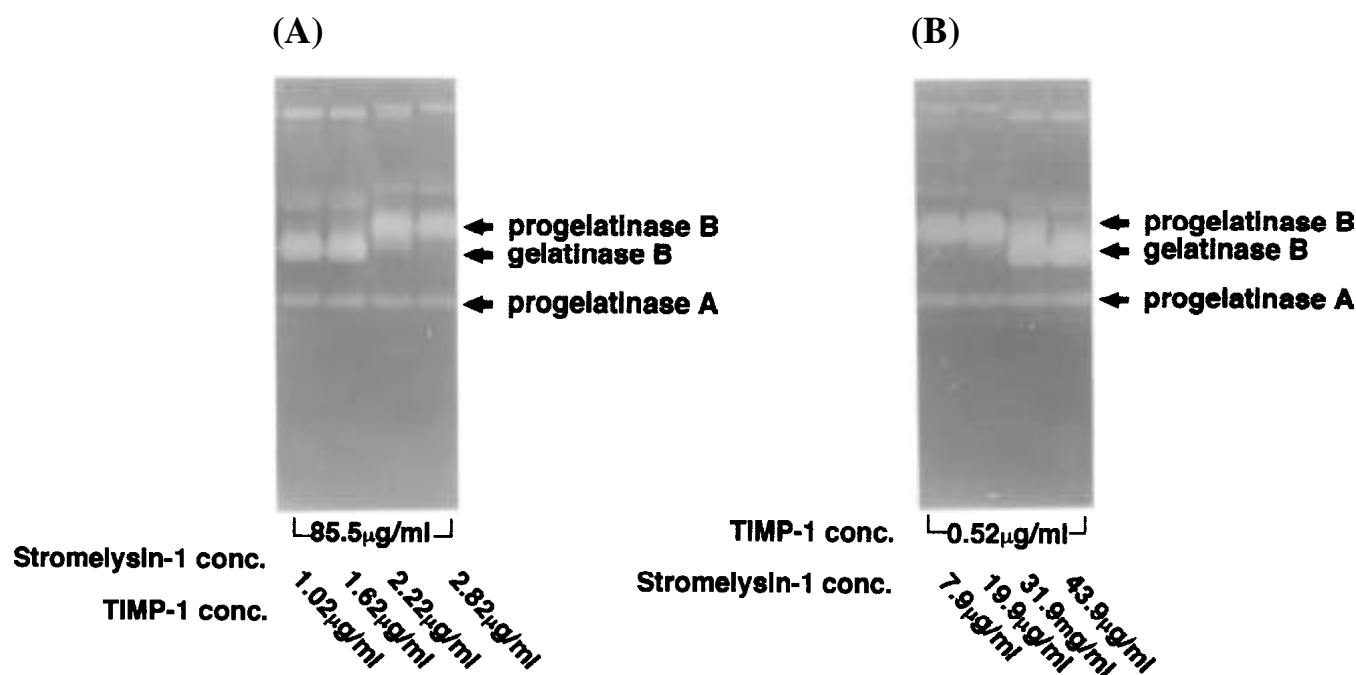 (A)
progelatinase B
gelatinase B
progelatinase A
85.5µg/ml
Stromelysin-1 conc.
1.02µg/ml
1.62µg/ml
2.22µg/ml
2.82µg/ml
TIMP-1 conc.
(B)
progelatinase B
gelatinase B
progelatinase A
TIMP-1 conc.
0.52µg/ml
Stromelysin-1 conc.
7.9µg/ml
19.9µg/ml
31.9mg/ml
43.9µg/ml